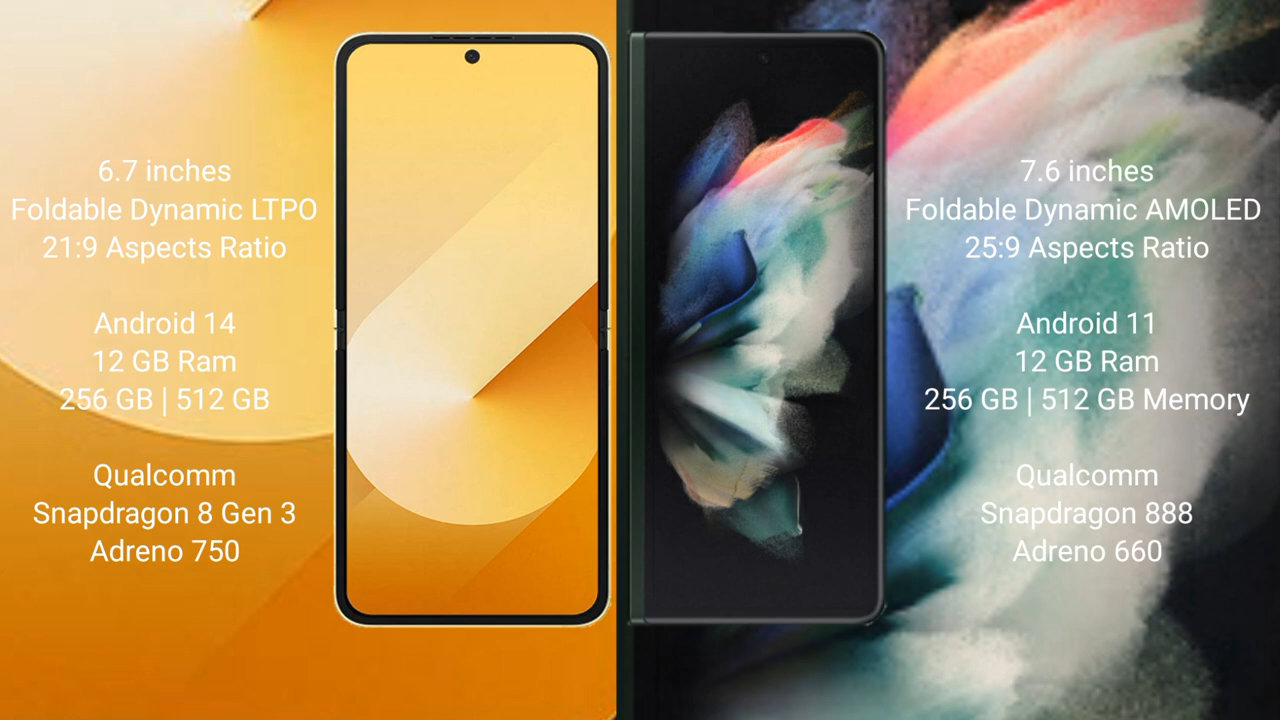 6.7 inches
Foldable Dynamic LTPO
21:9 Aspects Ratio
Android 14
12 GB Ram
256 GB | 512 GB
Qualcomm
Snapdragon 8 Gen 3
Adreno 750
7.6 inches
Foldable Dynamic AMOLED
25:9 Aspects Ratio
Android 11
12 GB Ram
256 GB | 512 GB Memory
Qualcomm
Snapdragon 888
Adreno 660